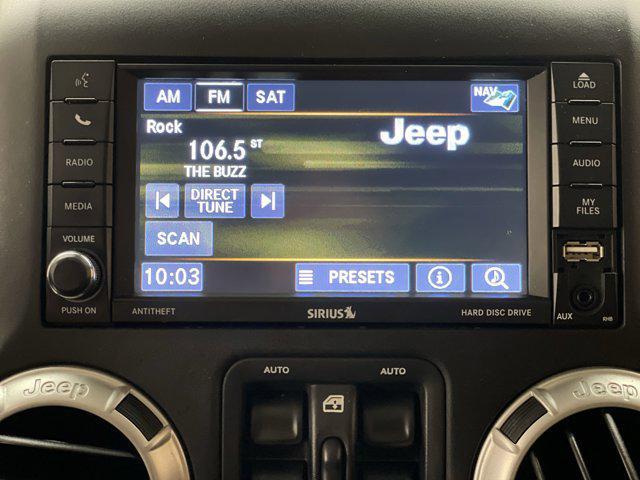 AM FM SAT NAV
LOAD
Rock
Jeep
MENU
106.5 ST
THE BUZZ
RADIO
AUDIO
DIRECT
TUNE
MEDIA
MY
FILES
SCAN
VOLUME
10:03
PRESETS
PUSH ON
ANTITHEFT
SIRIUS
HARD DISC DRIVE
AUX
RHB
AUTO AUTO
Jeep
Jeep